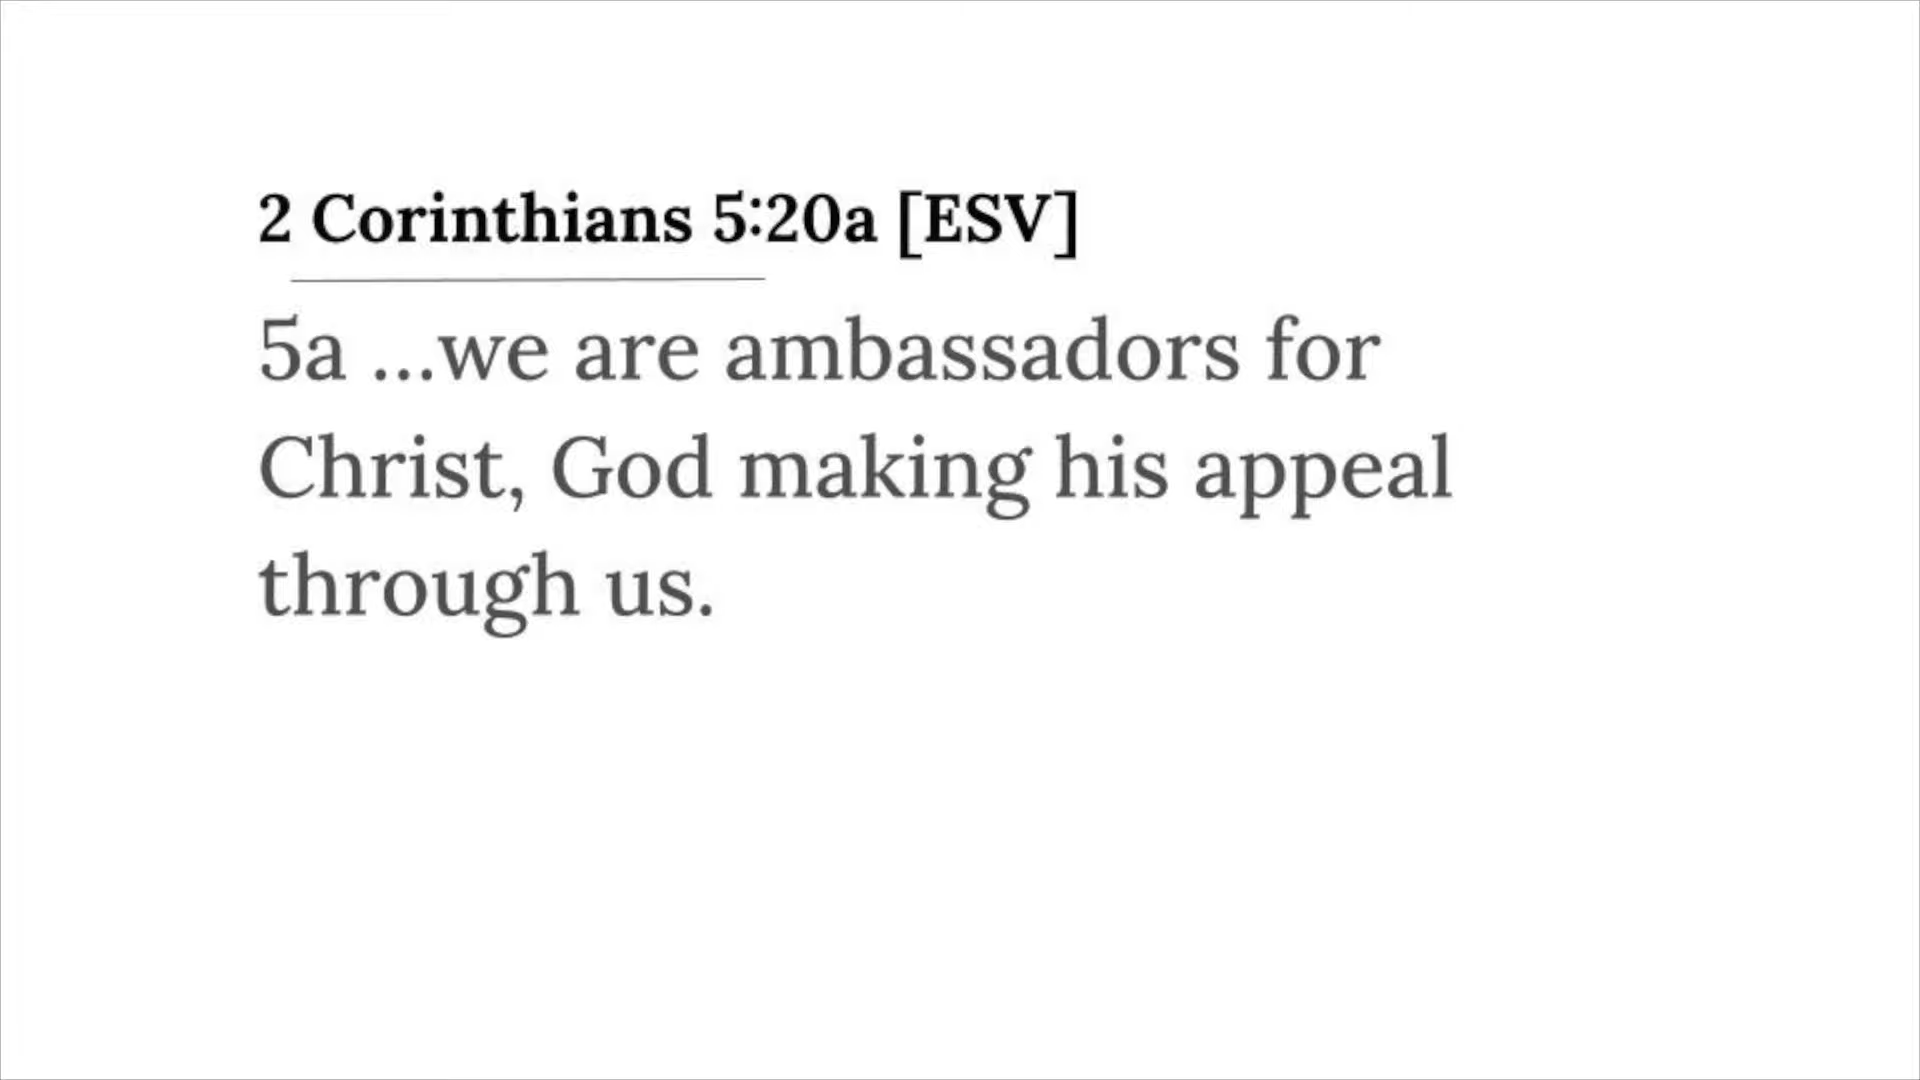 2 Corinthians 5:20a [ESV]
5a ...we are ambassadors for
Christ, God making his appeal
through us.